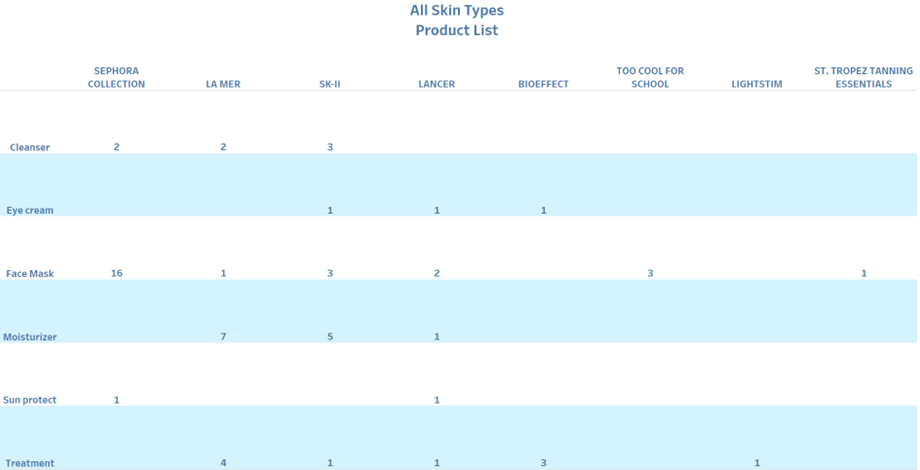 All Skin Types
Product List
SEPHORA COLLECTION LA MER SK-II LANCER BIOEFFECT TOO COOL FOR SCHOOL LIGHTSTIM ST. TROPEZ TANNING ESSENTIALS
Cleanser 2 2 3
Eye cream 1 1 1
Face Mask 16 1 3 2 3 1
Moisturizer 7 5 1
Sun protect 1 1
Treatment 4 1 1 3 1